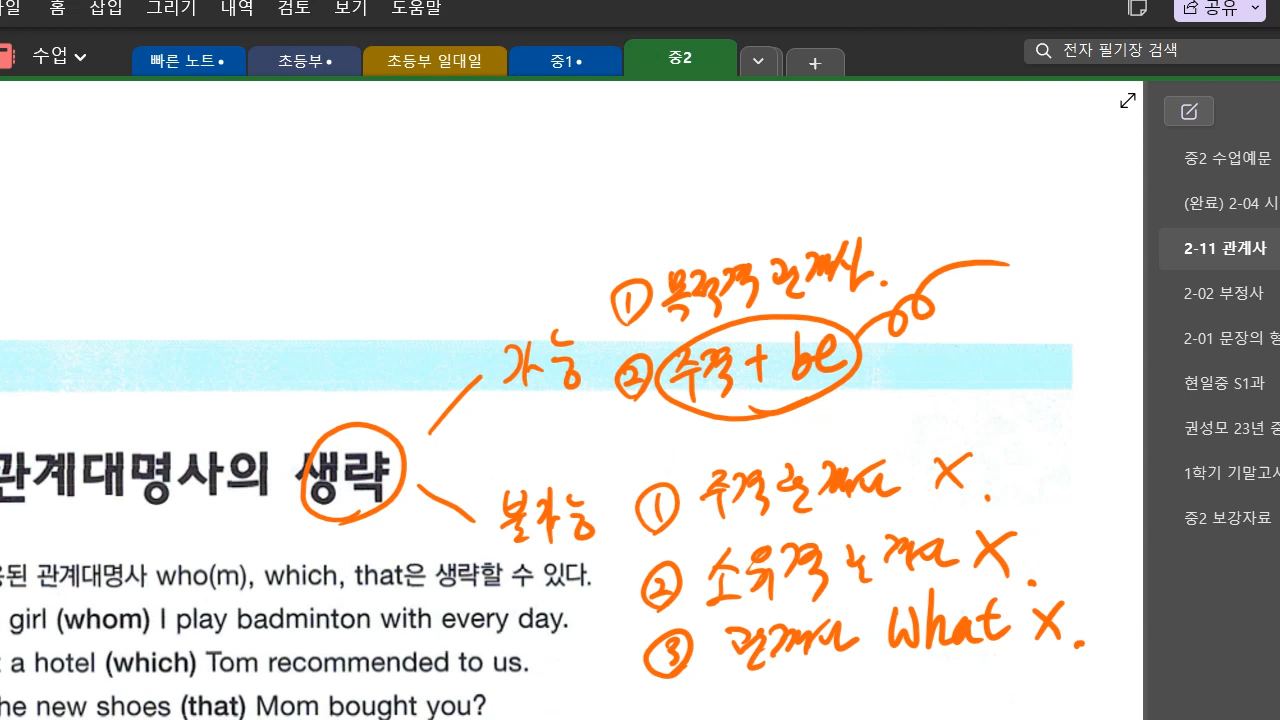 파일 홈 삽입 그리기 내역 검토 보기 도움말 공유
수업 빠른 노트 초등부 초등부 일대일 중1 중2 + 전자 필기장 검색
중2 수업예문
(완료) 2-04 시
2-11 관계사
2-02 부정사
2-01 문장의 형
현일중 S1과
권성모 23년 중
1학기 기말고사
중2 보강자료
① 목적격 관계사.
가능 ② 주격 + be
관계대명사의 생략
불가능 ① 주격 관계사 X.
② 소유격 관계사 X.
③ 관계사 What X.
용된 관계대명사 who(m), which, that은 생략할 수 있다.
girl (whom) I play badminton with every day.
a hotel (which) Tom recommended to us.
he new shoes (that) Mom bought you?